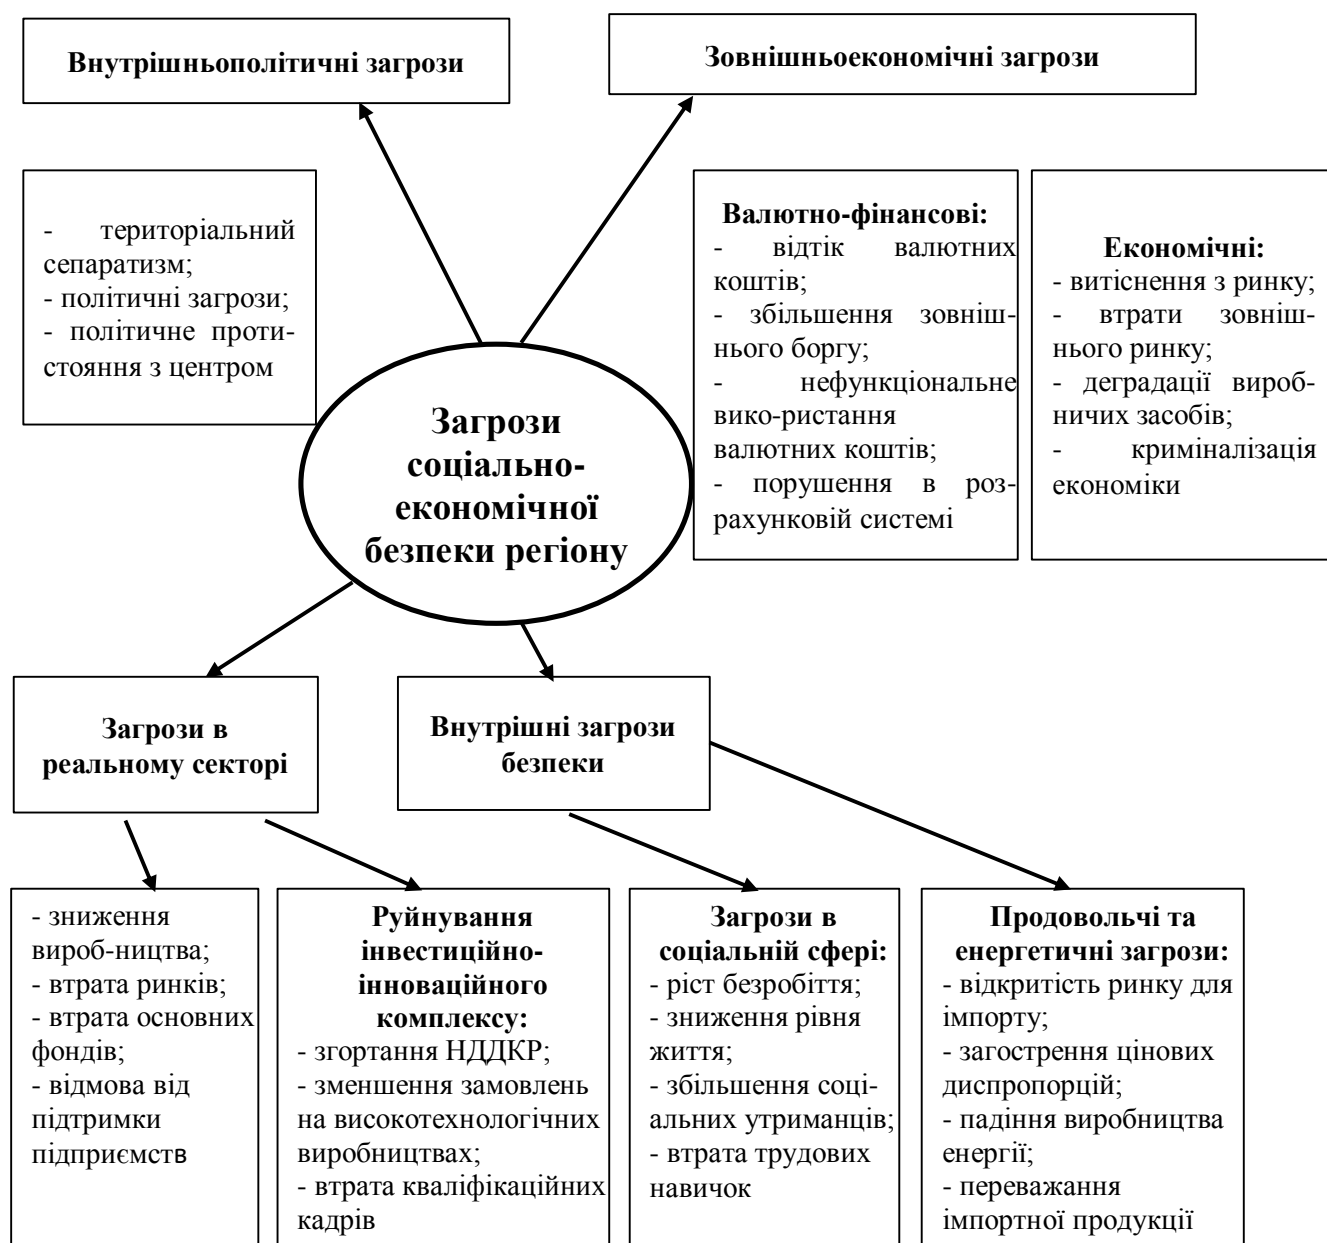 Внутрішньополітичні загрози
Зовнішньоекономічні загрози
- територіальний
сепаратизм;
- політичні загрози;
- політичне проти-
стояння з центром
Валютно-фінансові:
- відтік валютних
коштів;
- збільшення зовніш-
нього боргу;
- нефункціональне
вико-ристання
валютних коштів;
- порушення в роз-
рахунковій системі
Економічні:
- витіснення з ринку;
- втрати зовніш-
нього ринку;
- деградації вироб-
ничих засобів;
- криміналізація
економіки
Загрози
соціально-
економічної
безпеки регіону
Загрози в
реальному секторі
Внутрішні загрози
безпеки
- зниження
вироб-ництва;
- втрата ринків;
- втрата основних
фондів;
- відмова від
підтримки
підприємств
Руйнування
інвестиційно-
інноваційного
комплексу:
- згортання НДДКР;
- зменшення замовлень
на високотехнологічних
виробництвах;
- втрата кваліфікаційних
кадрів
Загрози в
соціальній сфері:
- ріст безробіття;
- зниження рівня
життя;
- збільшення соці-
альних утриманців;
- втрата трудових
навичок
Продовольчі та
енергетичні загрози:
- відкритість ринку для
імпорту;
- загострення цінових
диспропорцій;
- падіння виробництва
енергії;
- переважання
імпортної продукції